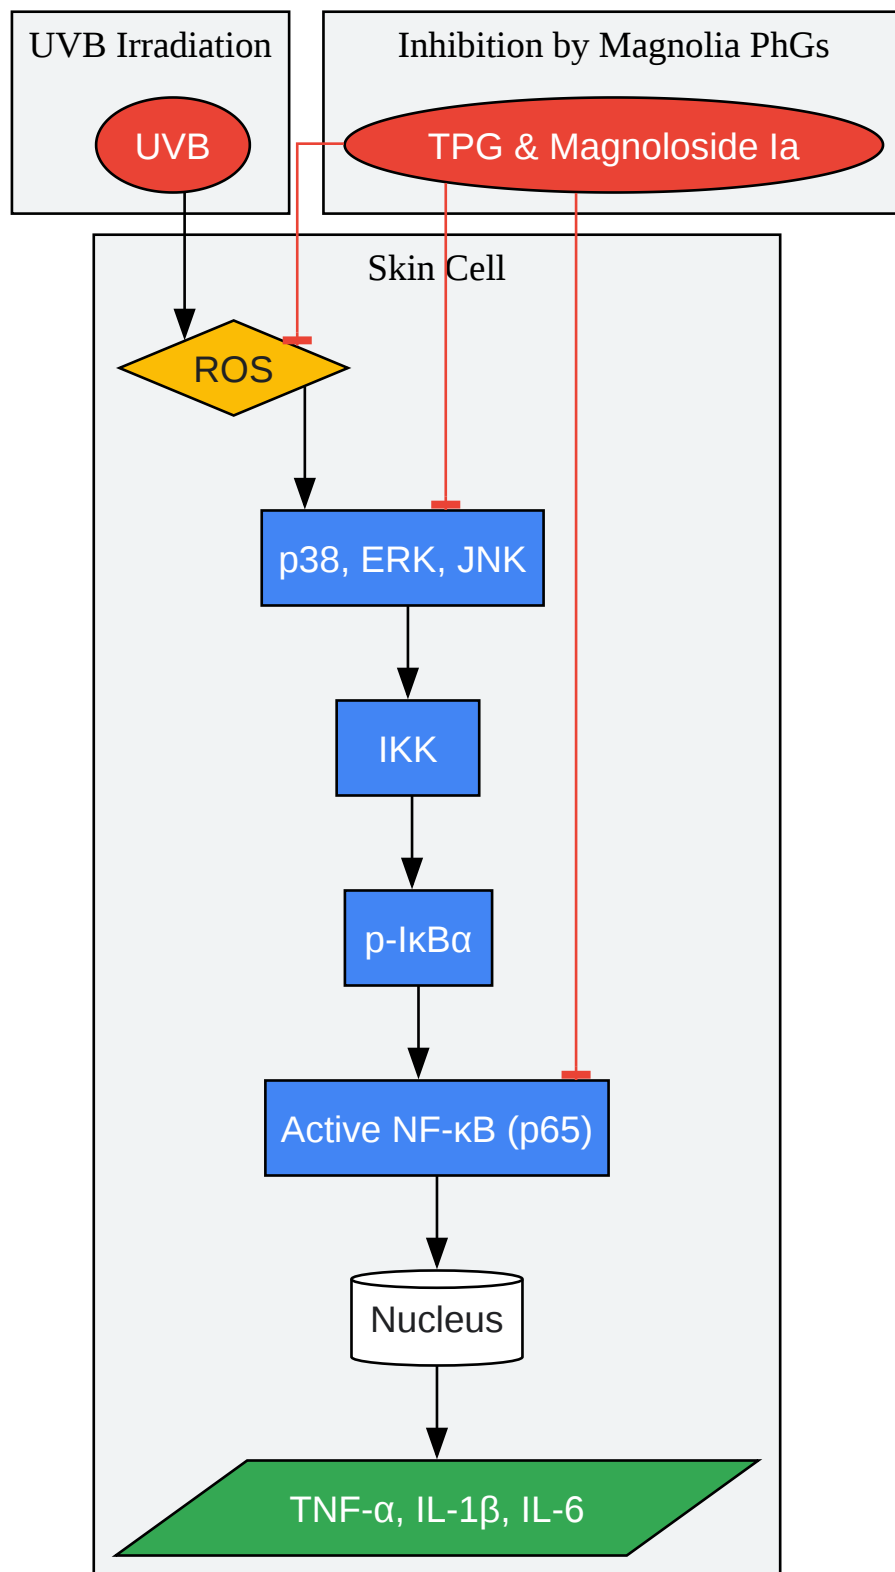 UVB Irradiation
Inhibition by Magnolia PhGs
UVB
TPG & Magnoloside Ia
Skin Cell
ROS
p38, ERK, JNK
IKK
p-IκBα
Active NF-κB (p65)
Nucleus
TNF-α, IL-1β, IL-6